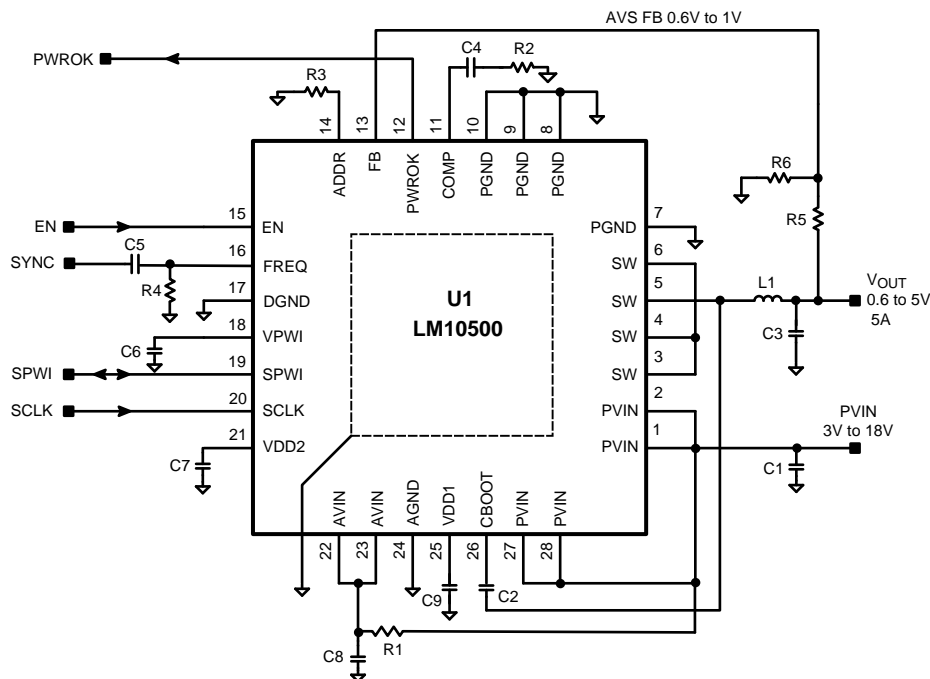 AVS FB 0.6V to 1V
PWROK
C4
R2
R3
14
13
12
11
10
9
8
ADDR
FB
PWROK
COMP
PGND
PGND
PGND
R6
R5
EN
15
EN
7
PGND
SYNC
C5
16
FREQ
6
SW
R4
17
DGND
U1
LM10500
5
SW
L1
VOUT
0.6 to 5V
5A
C6
18
VPWI
4
SW
C3
SPWI
19
SPWI
3
SW
SCLK
20
SCLK
2
PVIN
PVIN
3V to 18V
C7
21
VDD2
1
PVIN
C1
AVIN
AVIN
AGND
VDD1
CBOOT
PVIN
PVIN
22
23
24
25
26
27
28
C9
C2
R1
C8